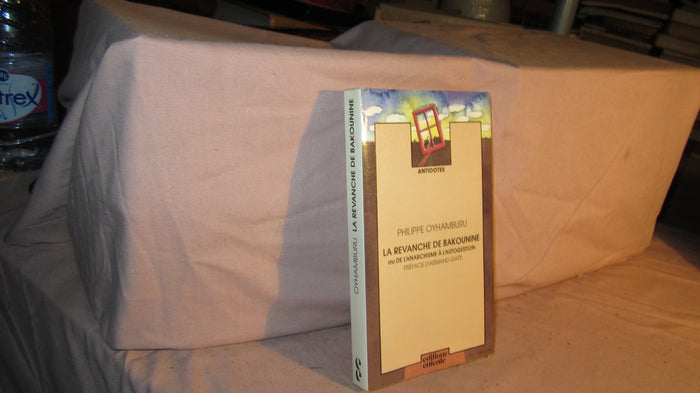 trex
OYHAMBURU LA REVANCHE DE BAKOUNINE
ANTIDOTES
PHILIPPE OYHAMBURU
LA REVANCHE DE BAKOUNINE
ou DE L'ANARCHISME À L'AUTOGESTION
PRÉFACE D'ARMAND GATTI
editions
entente